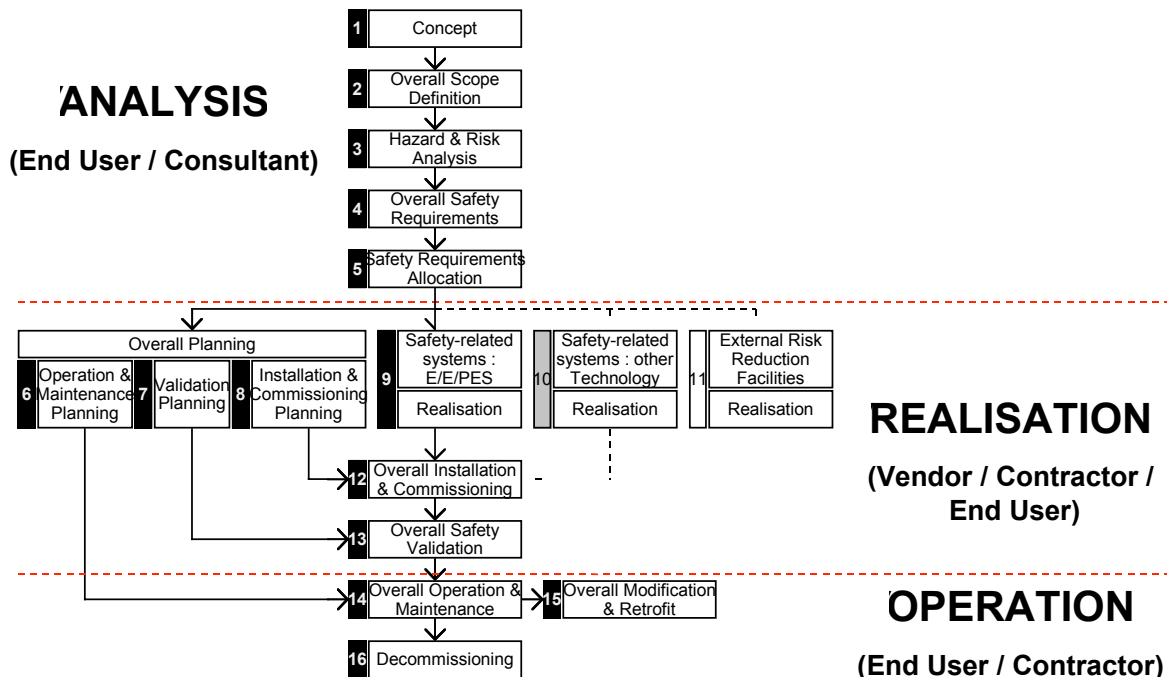 1
Concept
2
Overall Scope
Definition
ANALYSIS
(End User / Consultant)
3
Hazard & Risk
Analysis
4
Overall Safety
Requirements
5
Safety Requirements
Allocation
Overall Planning
6
Operation &
Maintenance
Planning
7
Validation
Planning
8
Installation &
Commissioning
Planning
9
Safety-related
systems :
E/E/PES
Realisation
10
Safety-related
systems : other
Technology
Realisation
11
External Risk
Reduction
Facilities
Realisation
REALISATION
(Vendor / Contractor /
End User)
12
Overall Installation
& Commissioning
13
Overall Safety
Validation
14
Overall Operation &
Maintenance
15
Overall Modification
& Retrofit
16
Decommissioning
OPERATION
(End User / Contractor)